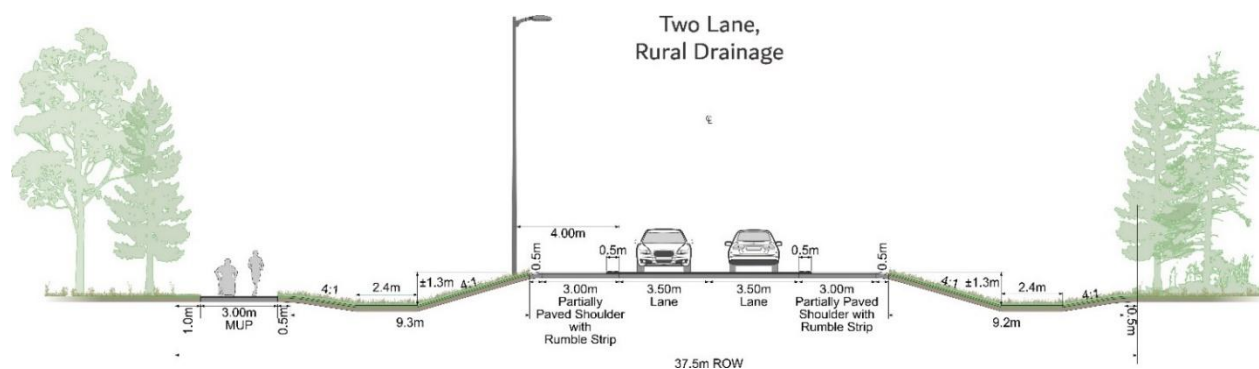 Two Lane,
Rural Drainage
℄
4.00m
0.5m
0.5m
0.5m
0.5m
4:1
2.4m
±1.3m
4:1
3.00m
Partially
Paved Shoulder
with
Rumble Strip
3.50m
Lane
3.50m
Lane
3.00m
Partially Paved
Shoulder with
Rumble Strip
4:1
±1.3m
2.4m
4:1
1.0m
3.00m
MUP
0.5m
9.3m
9.2m
0.5m
37.5m ROW